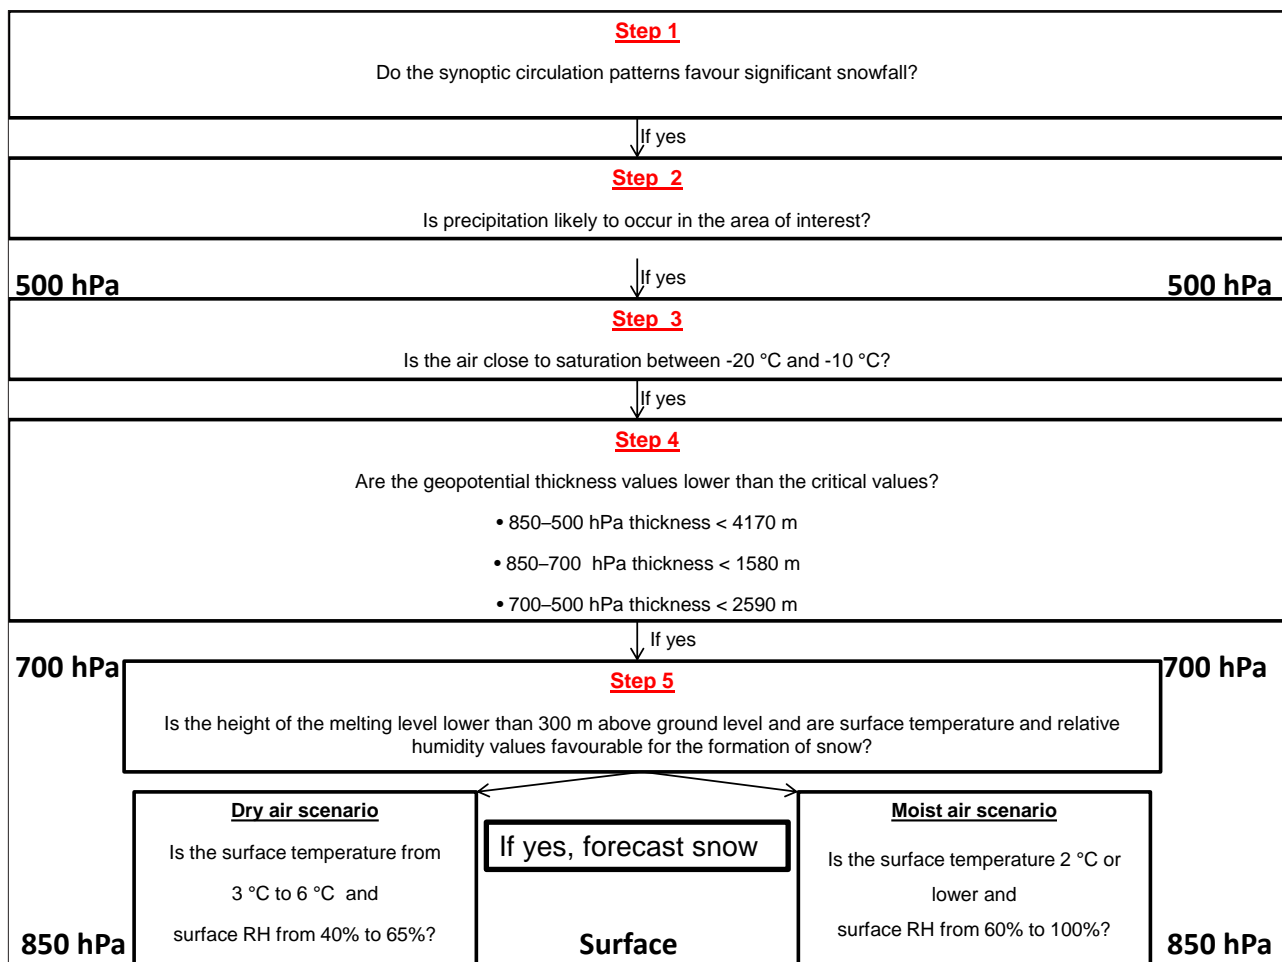 Step 1
Do the synoptic circulation patterns favour significant snowfall?
If yes
Step 2
Is precipitation likely to occur in the area of interest?
500 hPa
If yes
500 hPa
Step 3
Is the air close to saturation between -20 °C and -10 °C?
If yes
Step 4
Are the geopotential thickness values lower than the critical values?
• 850–500 hPa thickness < 4170 m
• 850–700 hPa thickness < 1580 m
• 700–500 hPa thickness < 2590 m
If yes
700 hPa
700 hPa
Step 5
Is the height of the melting level lower than 300 m above ground level and are surface temperature and relative
humidity values favourable for the formation of snow?
Dry air scenario
Is the surface temperature from
3 °C to 6 °C and
surface RH from 40% to 65%?
If yes, forecast snow
Moist air scenario
Is the surface temperature 2 °C or
lower and
surface RH from 60% to 100%?
850 hPa
Surface
850 hPa